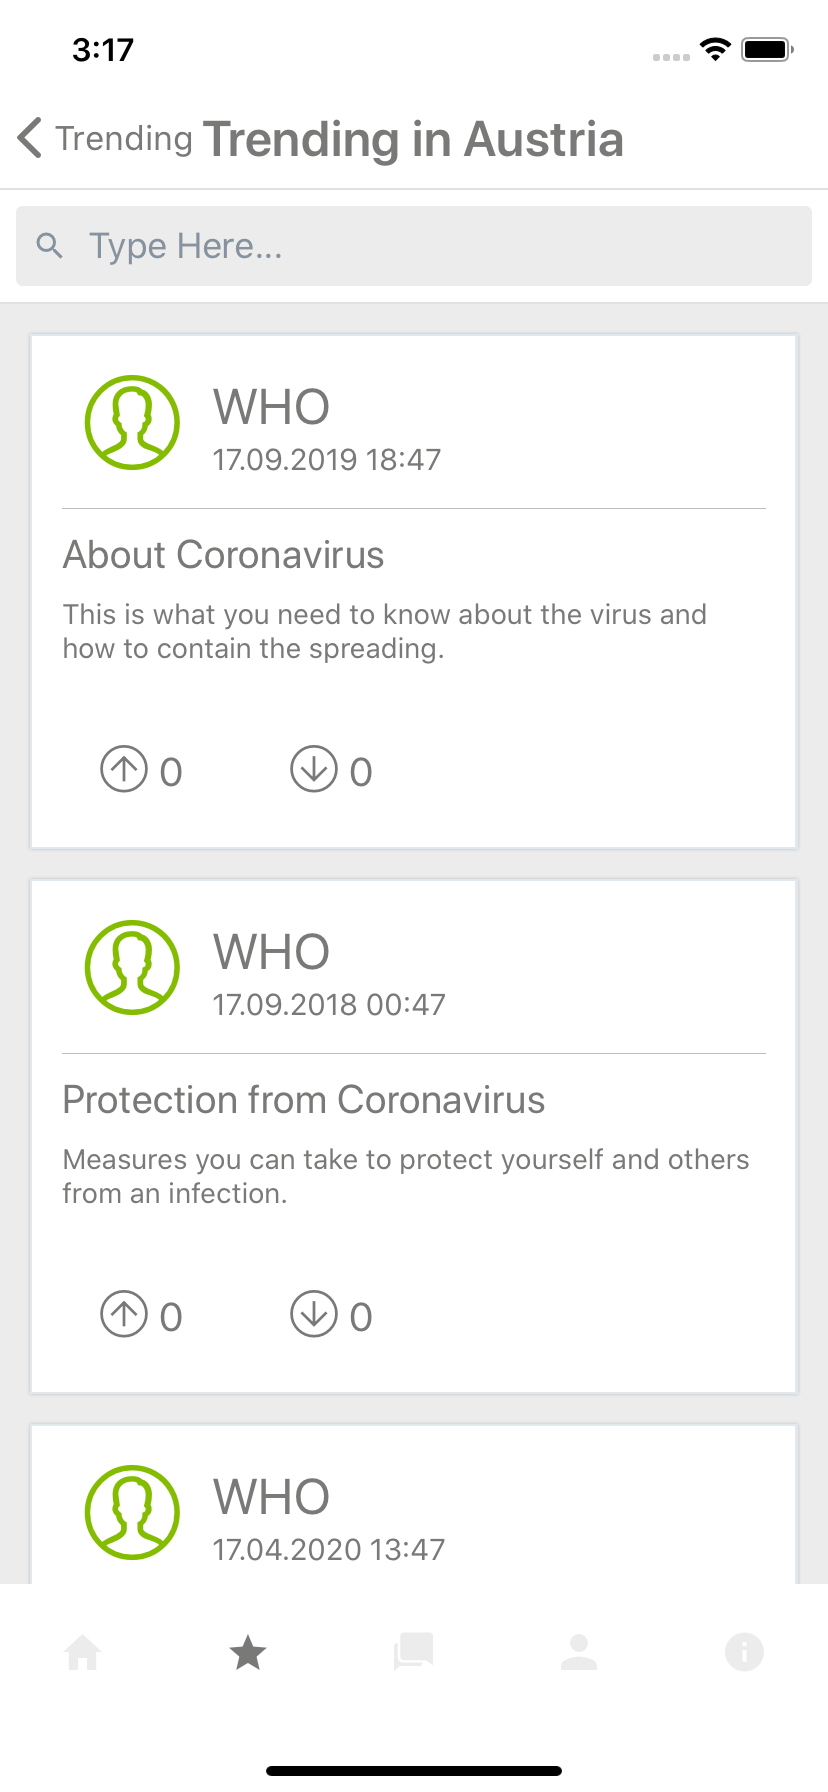 3:17
Trending Trending in Austria
Type Here...
WHO
17.09.2019 18:47
About Coronavirus
This is what you need to know about the virus and
how to contain the spreading.
0 0
WHO
17.09.2018 00:47
Protection from Coronavirus
Measures you can take to protect yourself and others
from an infection.
0 0
WHO
17.04.2020 13:47